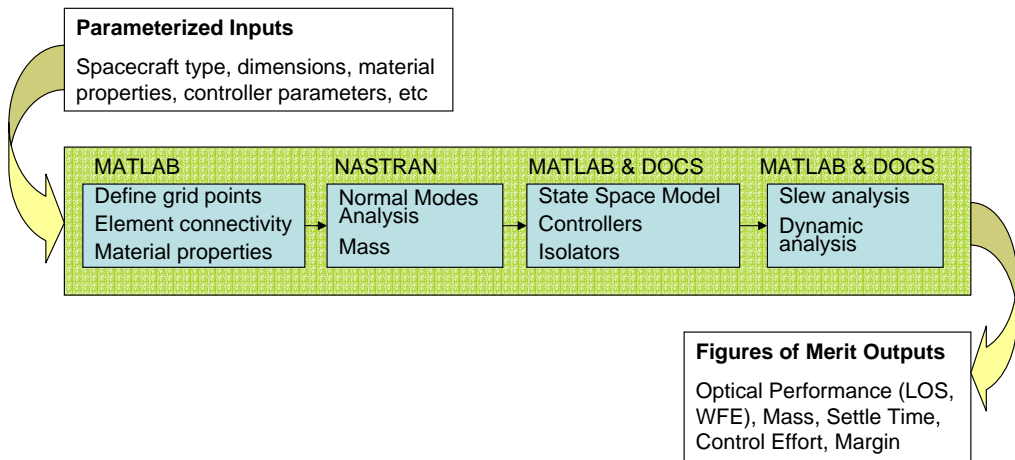 Parameterized Inputs
Spacecraft type, dimensions, material
properties, controller parameters, etc
MATLAB
Define grid points
Element connectivity
Material properties
NASTRAN
Normal Modes
Analysis
Mass
MATLAB & DOCS
State Space Model
Controllers
Isolators
MATLAB & DOCS
Slew analysis
Dynamic
analysis
Figures of Merit Outputs
Optical Performance (LOS,
WFE), Mass, Settle Time,
Control Effort, Margin